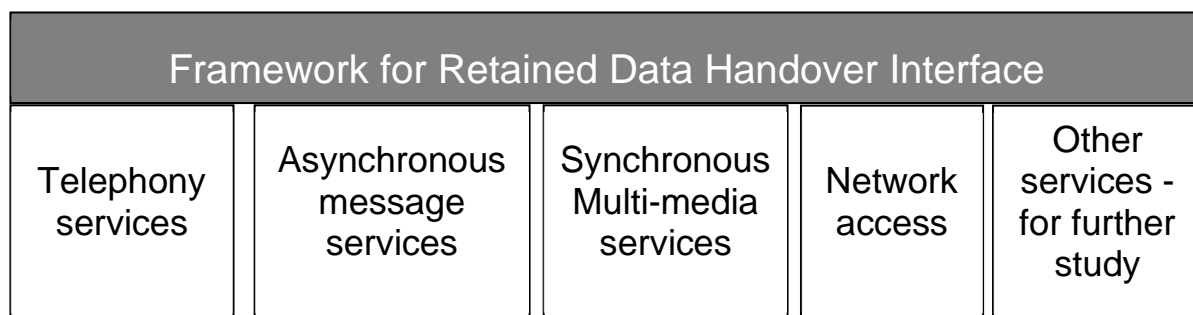 Framework for Retained Data Handover Interface
Telephony
services
Asynchronous
message
services
Synchronous
Multi-media
services
Network
access
Other
services -
for further
study